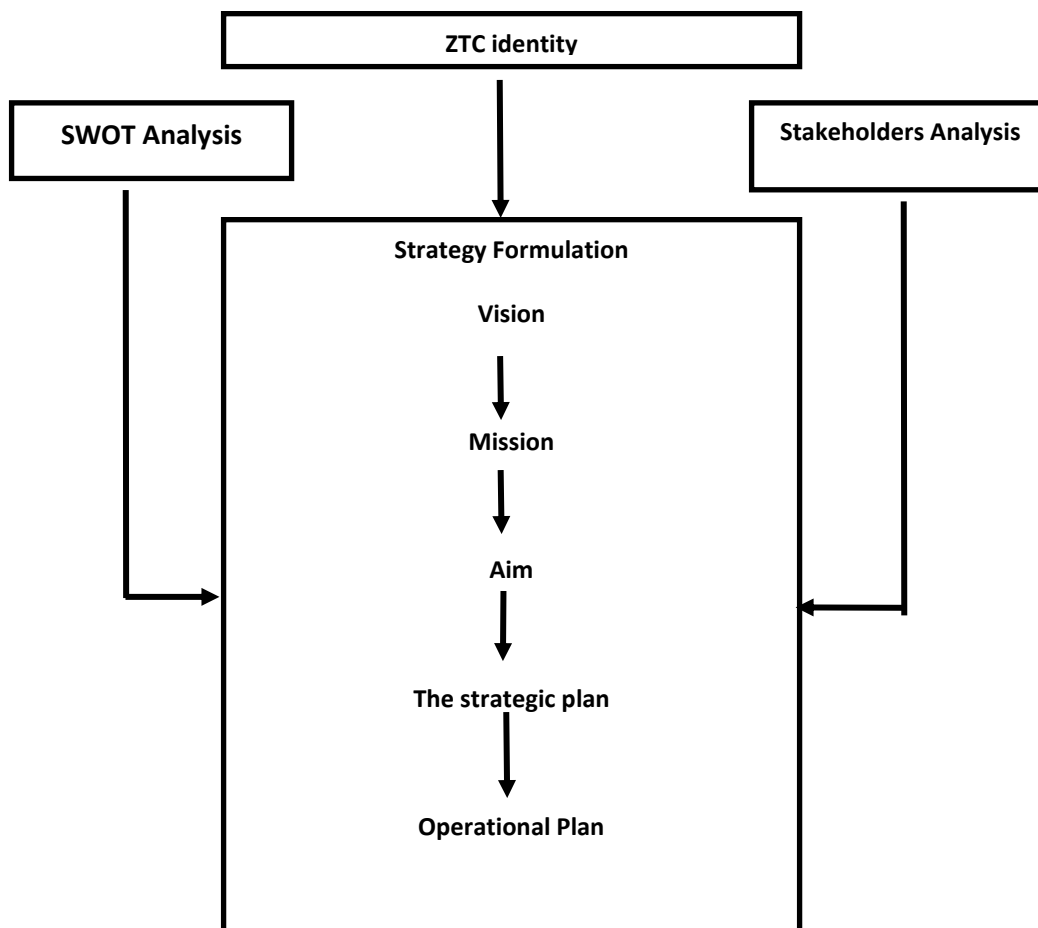 ZTC identity
SWOT Analysis
Stakeholders Analysis
Strategy Formulation
Vision
Mission
Aim
The strategic plan
Operational Plan